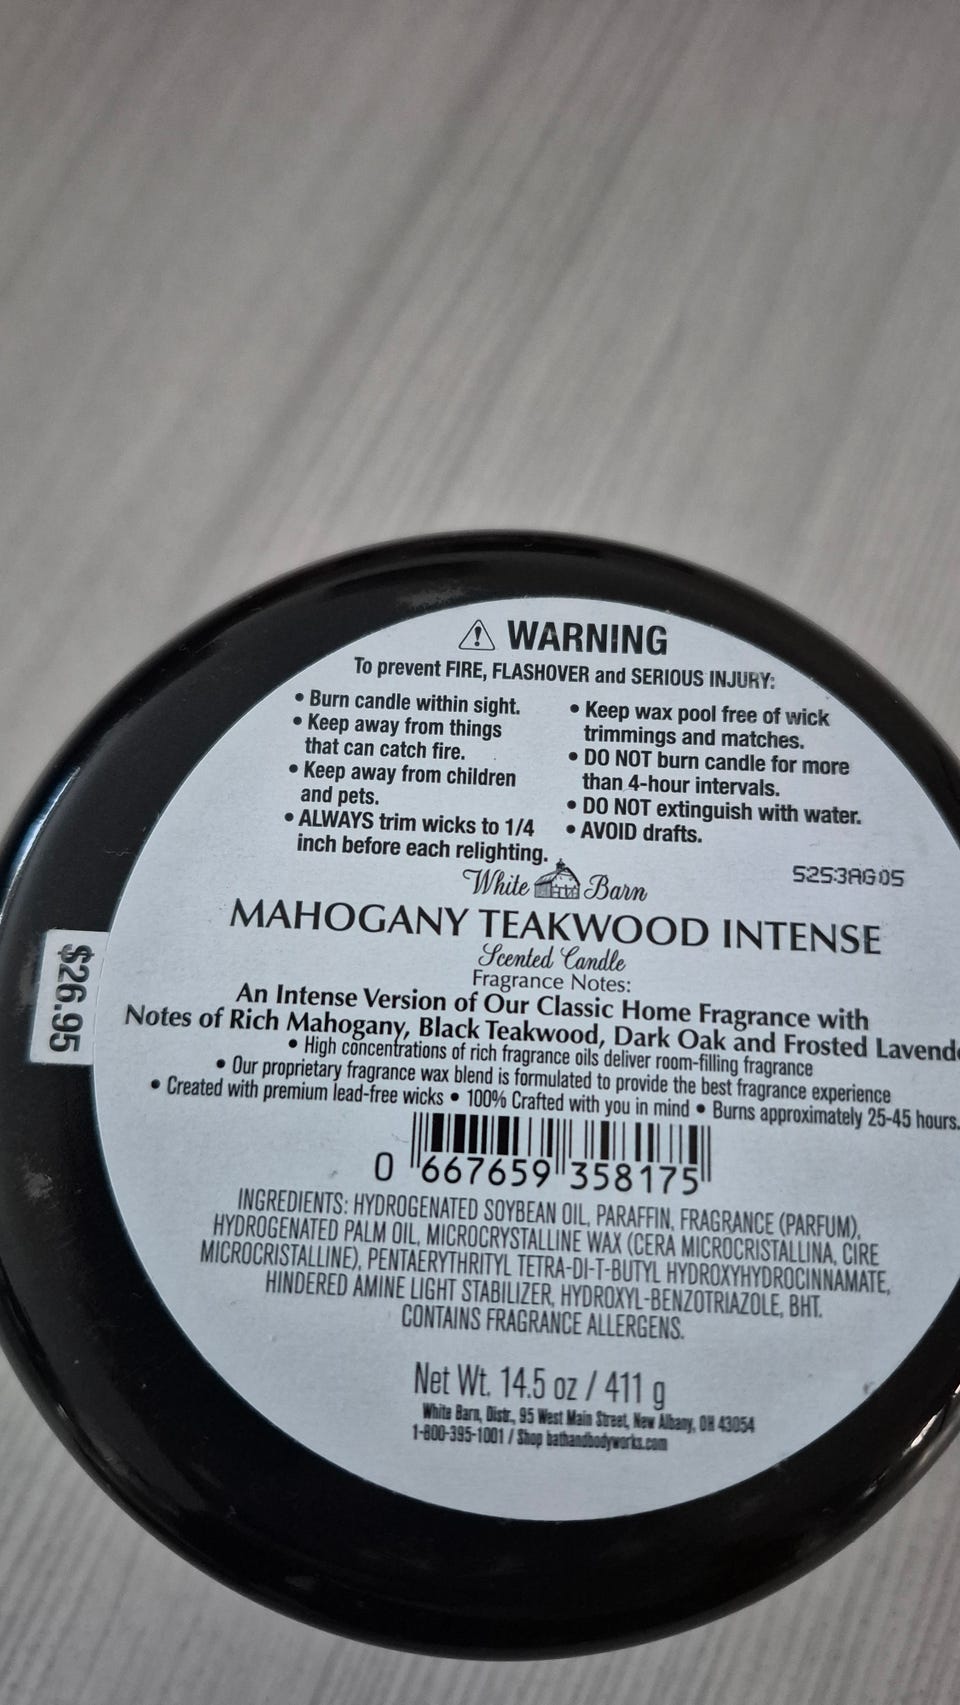 WARNING
To prevent FIRE, FLASHOVER and SERIOUS INJURY:
• Burn candle within sight.
• Keep away from things
that can catch fire.
• Keep away from children
and pets.
• ALWAYS trim wicks to 1/4
inch before each relighting.
• Keep wax pool free of wick
trimmings and matches.
• DO NOT burn candle for more
than 4-hour intervals.
• DO NOT extinguish with water.
• AVOID drafts.
5253AG05
White Barn
MAHOGANY TEAKWOOD INTENSE
Scented Candle
Fragrance Notes:
An Intense Version of Our Classic Home Fragrance with
Notes of Rich Mahogany, Black Teakwood, Dark Oak and Frosted Lavende
• High concentrations of rich fragrance oils deliver room-filling fragrance
• Our proprietary fragrance wax blend is formulated to provide the best fragrance experience
• Created with premium lead-free wicks • 100% Crafted with you in mind • Burns approximately 25-45 hours.
$26.95
0 667659 358175
INGREDIENTS: HYDROGENATED SOYBEAN OIL, PARAFFIN, FRAGRANCE (PARFUM),
HYDROGENATED PALM OIL, MICROCRYSTALLINE WAX (CERA MICROCRISTALLINA, CIRE
MICROCRISTALLINE), PENTAERYTHRITYL TETRA-DI-T-BUTYL HYDROXYHYDROCINNAMATE,
HINDERED AMINE LIGHT STABILIZER, HYDROXYL-BENZOTRIAZOLE, BHT.
CONTAINS FRAGRANCE ALLERGENS.
Net Wt. 14.5 oz / 411 g
White Barn, Distr., 95 West Main Street, New Albany, OH 43054
1-800-395-1001 / Shop bathandbodyworks.com